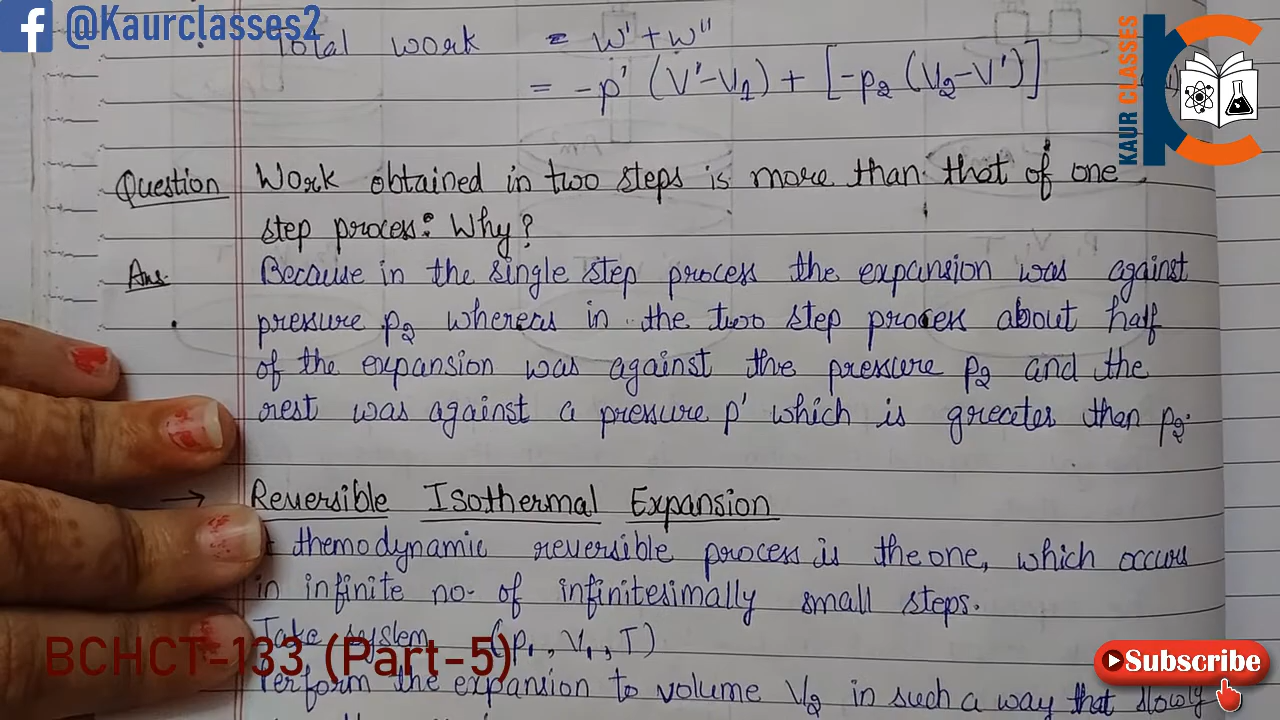 @Kaurclasses2
Total work = w' + w"
= -p' (V'-V1) + [-p2 (V2-V')]
KAUR CLASSES
Question Work obtained in two steps is more than that of one
step process. Why?
Ans. Because in the single step process the expansion was against
pressure p2 whereas in the two step process about half
of the expansion was against the pressure p2 and the
rest was against a pressure p' which is greater than p2.
→ Reversible Isothermal Expansion
themodynamic reversible process is the one, which occurs
in infinite no. of infinitesimally small steps.
Take system (p1, V1, T)
BCHCT-133 (Part-5)
Perform the expansion to volume V2 in such a way that slowly
Subscribe